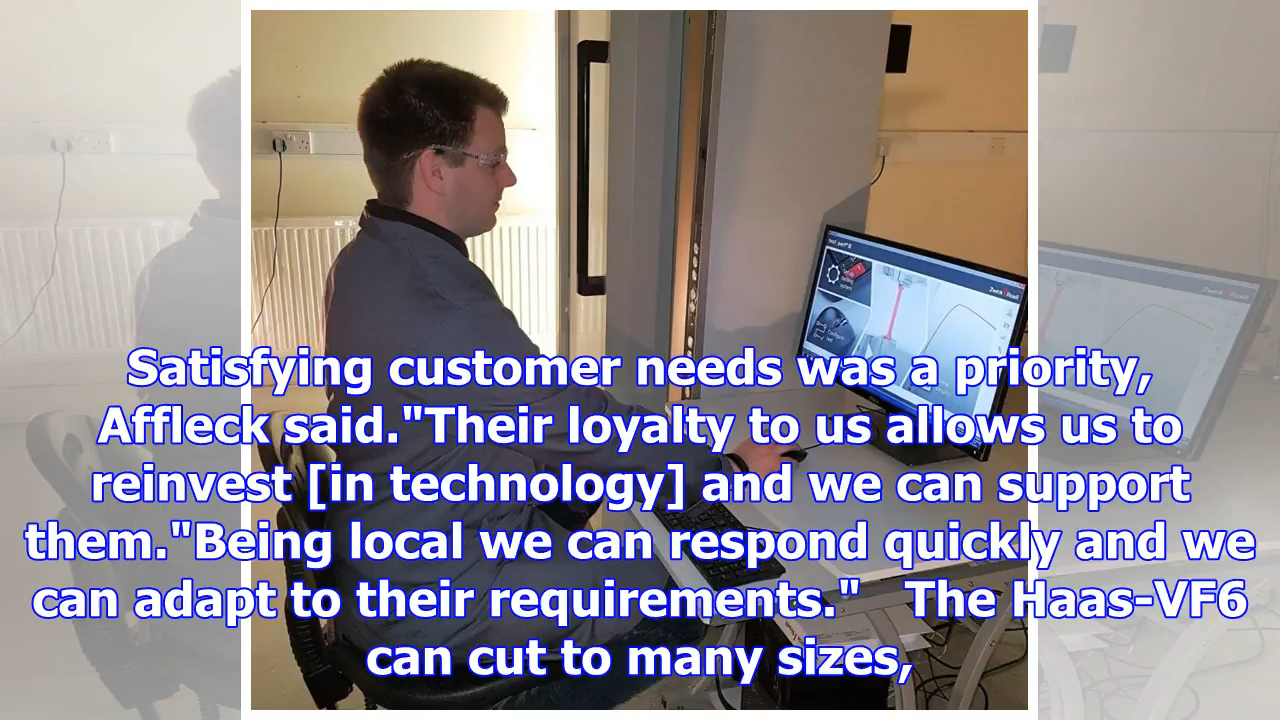 Satisfying customer needs was a priority,
Affleck said."Their loyalty to us allows us to
reinvest [in technology] and we can support
them."Being local we can respond quickly and we
can adapt to their requirements." The Haas-VF6
can cut to many sizes,
Zwick Roell